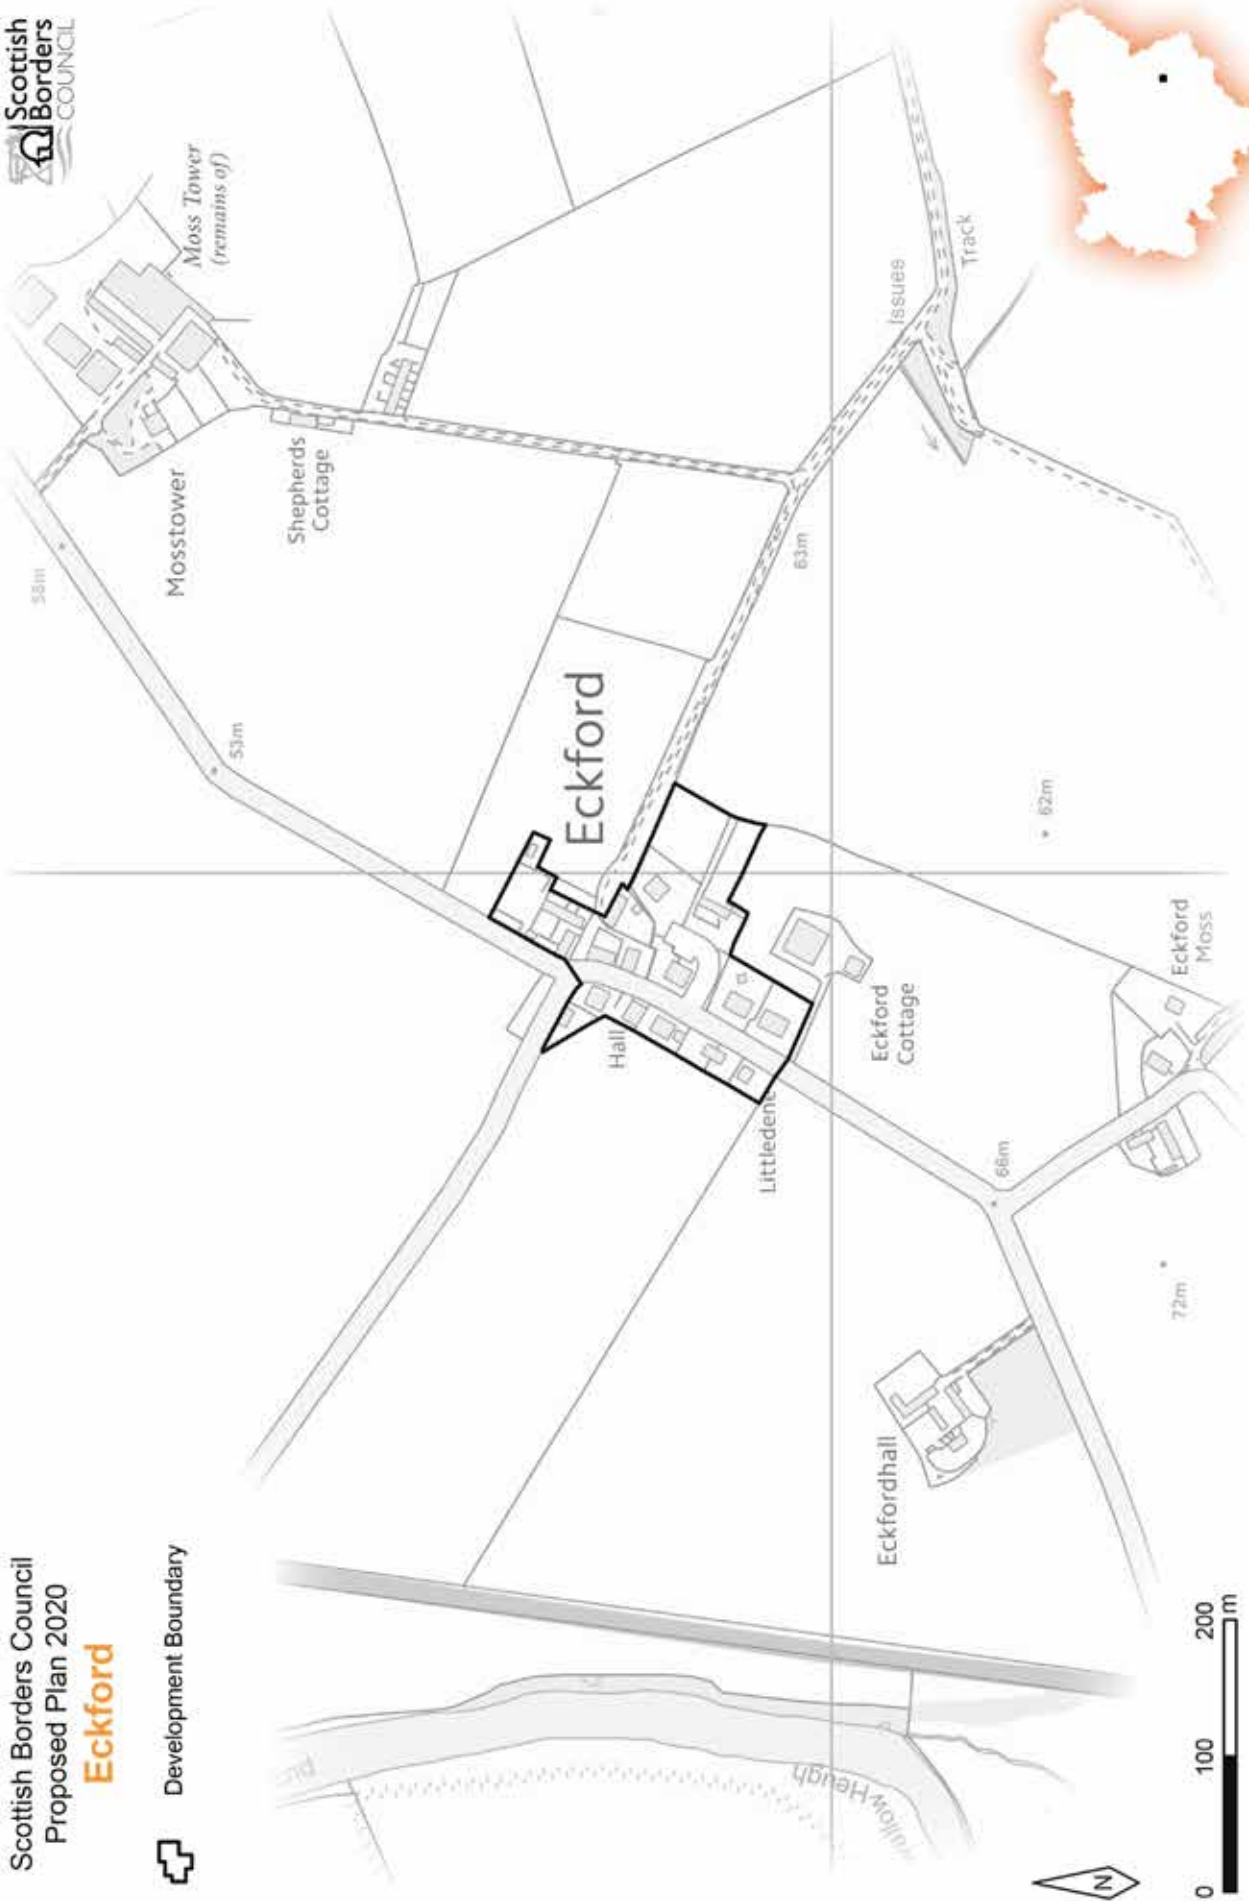 Scottish Borders Council
Proposed Plan 2020
Eckford
Development Boundary
Scottish
Borders
COUNCIL
58m
Mosstower
Moss Tower
(remains of)
Shepherds
Cottage
53m
Eckford
63m
Issues
Track
Hall
Littledene
Eckford
Cottage
62m
66m
Eckford
Moss
72m
Eckfordhall
Heugh
N
0
100
200
m